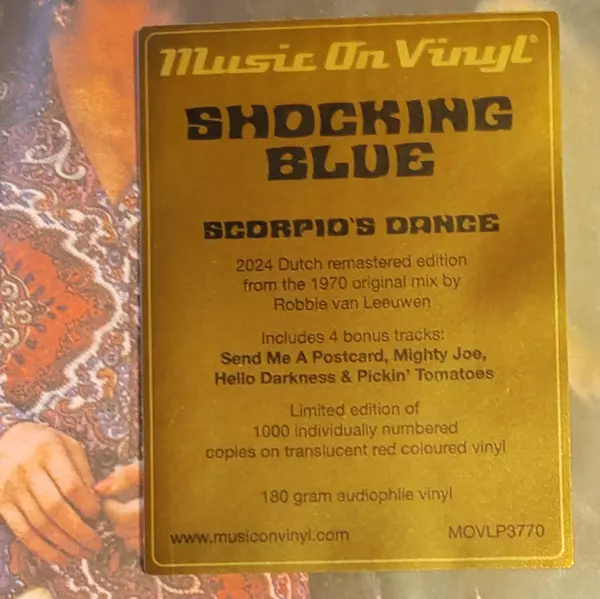 Music On Vinyl®
SHOCKING
BLUE
SCORPIO'S DANCE
2024 Dutch remastered edition
from the 1970 original mix by
Robbie van Leeuwen
Includes 4 bonus tracks:
Send Me A Postcard, Mighty Joe,
Hello Darkness & Pickin' Tomatoes
Limited edition of
1000 individually numbered
copies on translucent red coloured vinyl
180 gram audiophile vinyl
www.musiconvinyl.com MOVLP3770